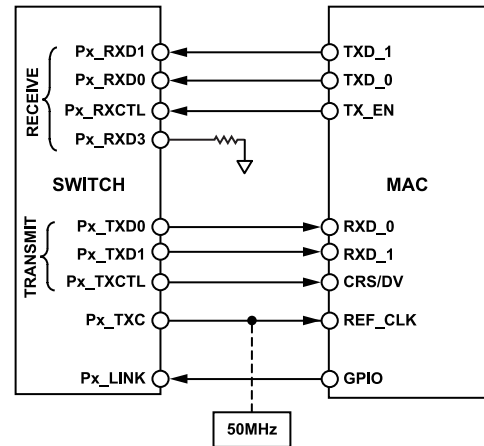 Px_RXD1 TXD_1
Px_RXD0 TXD_0
Px_RXCTL TX_EN
Px_RXD3
RECEIVE
SWITCH MAC
Px_TXD0 RXD_0
Px_TXD1 RXD_1
Px_TXCTL CRS/DV
TRANSMIT
Px_TXC REF_CLK
Px_LINK GPIO
50MHz